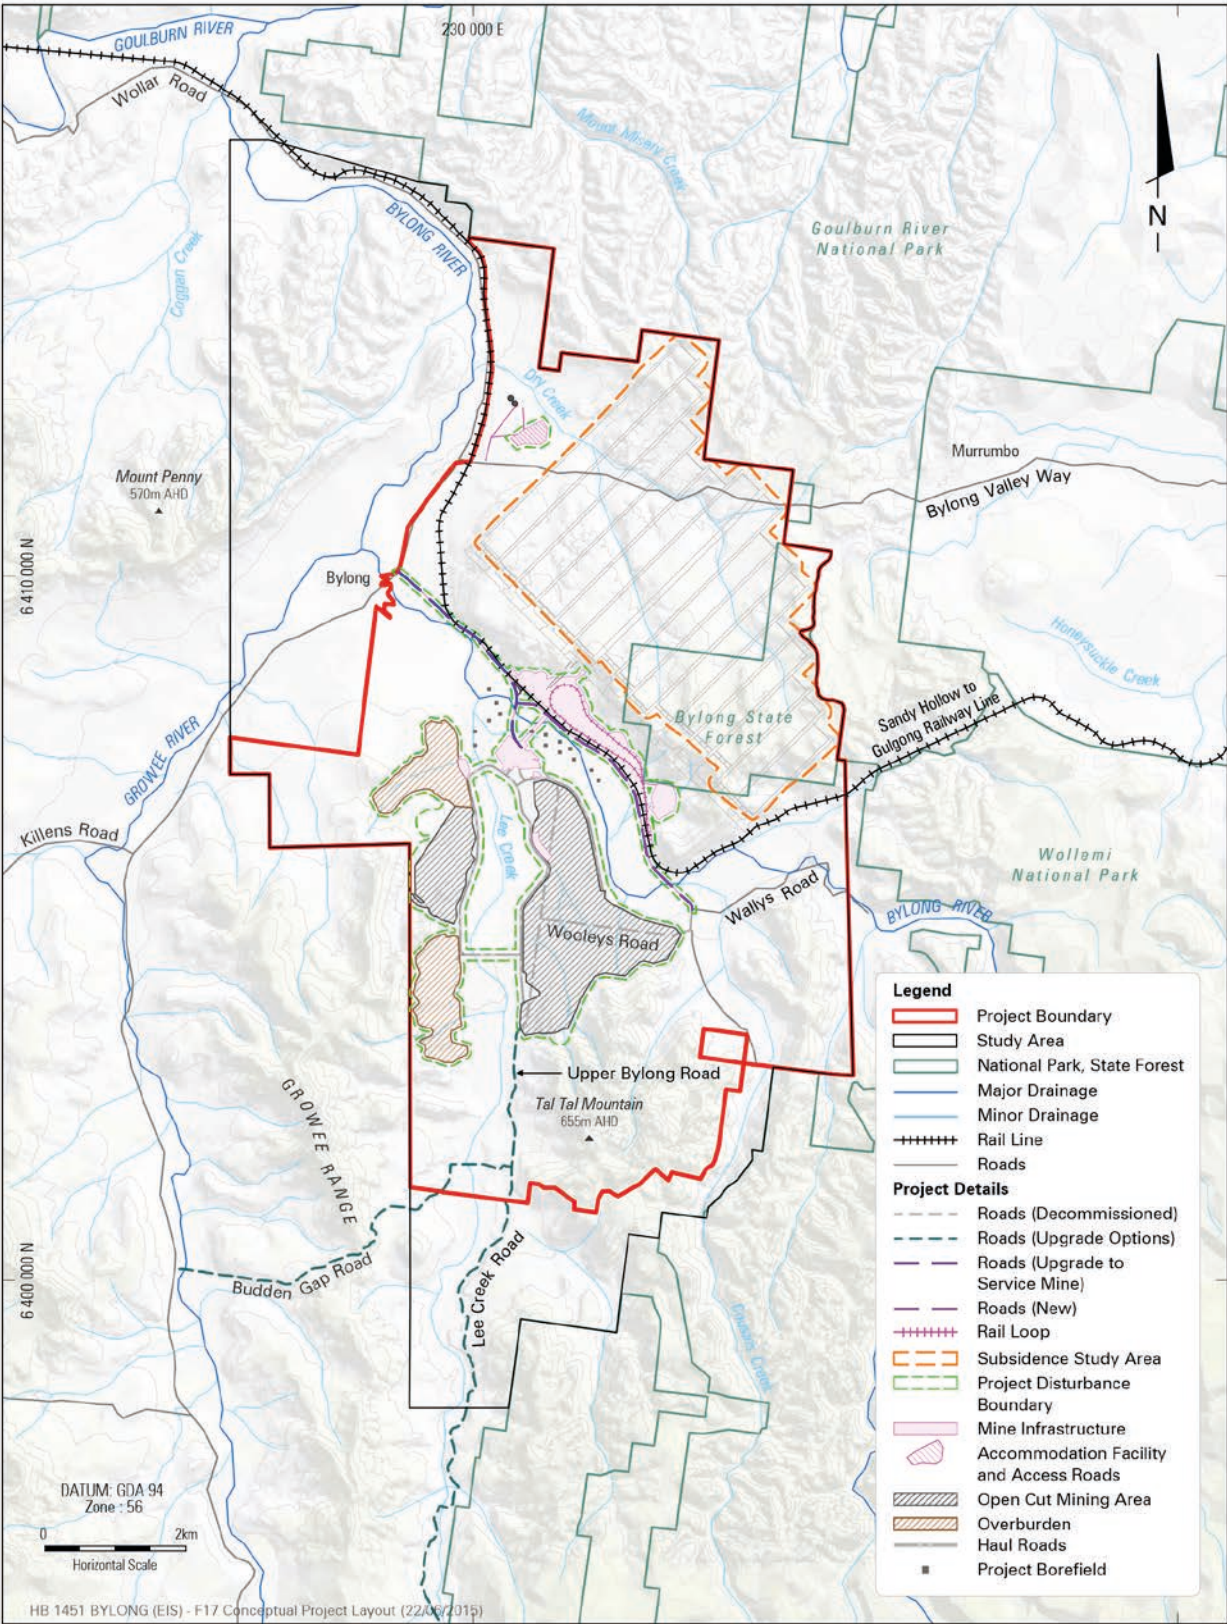 230 000 E
GOULBURN RIVER
Wollar Road
Mount Misery Creek
N
Goulburn River
National Park
BYLONG RIVER
Coggan Creek
Dry Creek
Murrumbo
Bylong Valley Way
Mount Penny
570m AHD
6 410 000 N
Bylong
Honeysuckle Creek
Sandy Hollow to
Gulgong Railway Line
Bylong State
Forest
GROWEE RIVER
Killens Road
Lee Creek
Wollemi
National Park
Wallys Road
BYLONG RIVER
Wooleys Road
Upper Bylong Road
Tal Tal Mountain
655m AHD
GROWEE RANGE
6 400 000 N
Budden Gap Road
Lee Creek Road
Cousins Creek
Legend
Project Boundary
Study Area
National Park, State Forest
Major Drainage
Minor Drainage
Rail Line
Roads
Project Details
Roads (Decommissioned)
Roads (Upgrade Options)
Roads (Upgrade to
Service Mine)
Roads (New)
Rail Loop
Subsidence Study Area
Project Disturbance
Boundary
Mine Infrastructure
Accommodation Facility
and Access Roads
Open Cut Mining Area
Overburden
Haul Roads
Project Borefield
DATUM: GDA 94
Zone : 56
0 2km
Horizontal Scale
HB 1451 BYLONG (EIS) - F17 Conceptual Project Layout (22/06/2015)